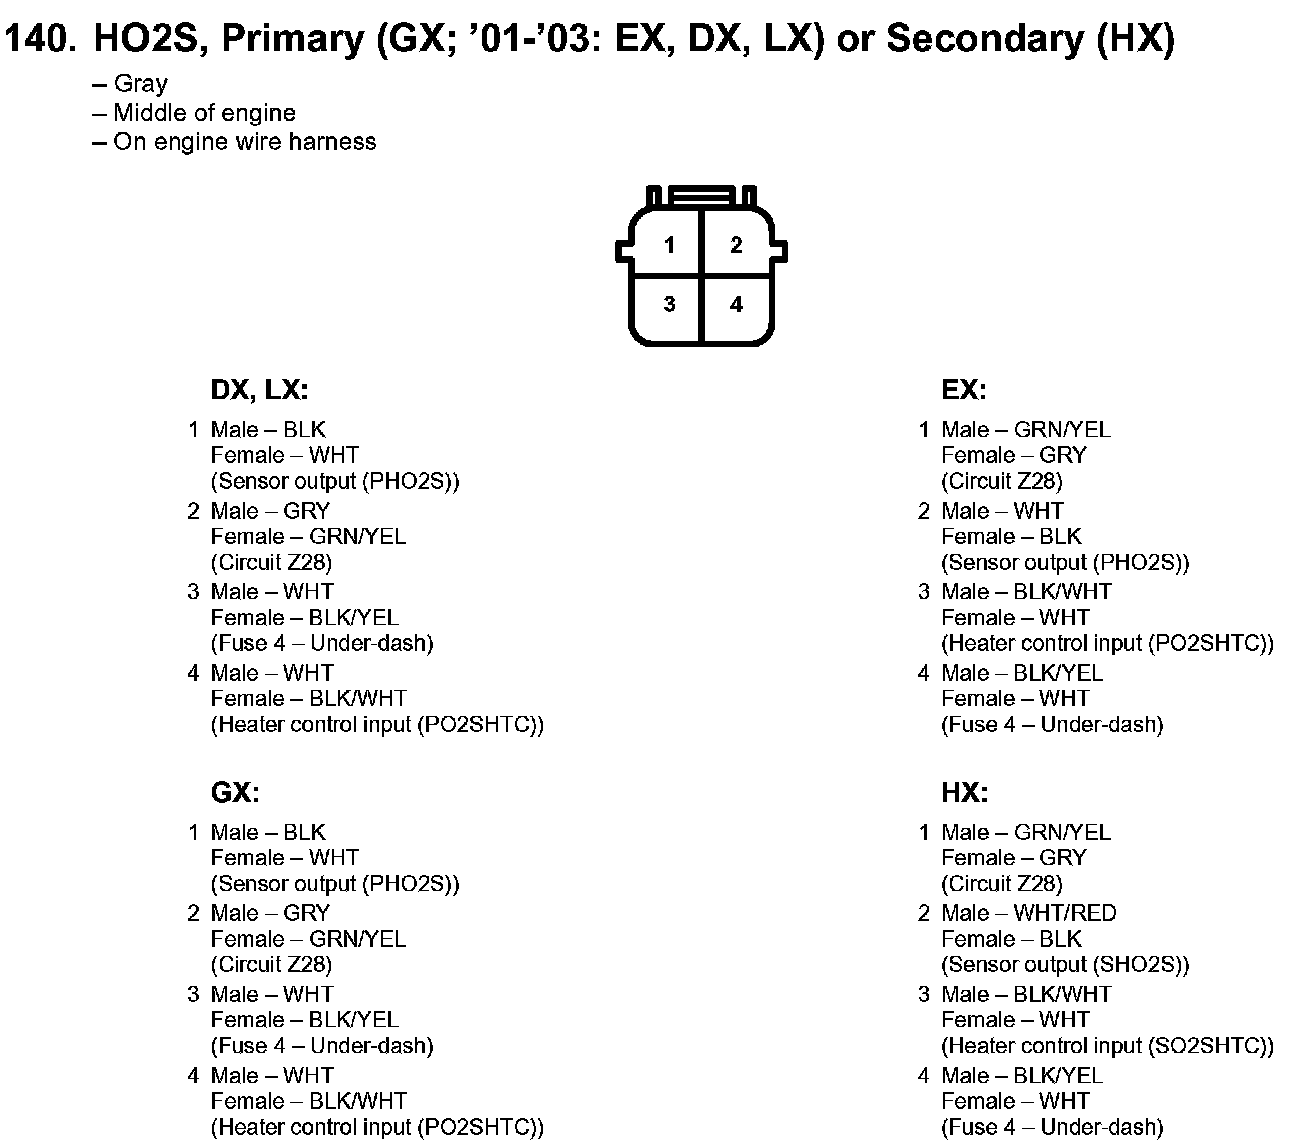 140. HO2S, Primary (GX; ’01-’03: EX, DX, LX) or Secondary (HX)
– Gray
– Middle of engine
– On engine wire harness
1 2
3 4
DX, LX:
1 Male – BLK
Female – WHT
(Sensor output (PHO2S))
2 Male – GRY
Female – GRN/YEL
(Circuit Z28)
3 Male – WHT
Female – BLK/YEL
(Fuse 4 – Under-dash)
4 Male – WHT
Female – BLK/WHT
(Heater control input (PO2SHTC))
EX:
1 Male – GRN/YEL
Female – GRY
(Circuit Z28)
2 Male – WHT
Female – BLK
(Sensor output (PHO2S))
3 Male – BLK/WHT
Female – WHT
(Heater control input (PO2SHTC))
4 Male – BLK/YEL
Female – WHT
(Fuse 4 – Under-dash)
GX:
1 Male – BLK
Female – WHT
(Sensor output (PHO2S))
2 Male – GRY
Female – GRN/YEL
(Circuit Z28)
3 Male – WHT
Female – BLK/YEL
(Fuse 4 – Under-dash)
4 Male – WHT
Female – BLK/WHT
(Heater control input (PO2SHTC))
HX:
1 Male – GRN/YEL
Female – GRY
(Circuit Z28)
2 Male – WHT/RED
Female – BLK
(Sensor output (SHO2S))
3 Male – BLK/WHT
Female – WHT
(Heater control input (SO2SHTC))
4 Male – BLK/YEL
Female – WHT
(Fuse 4 – Under-dash)